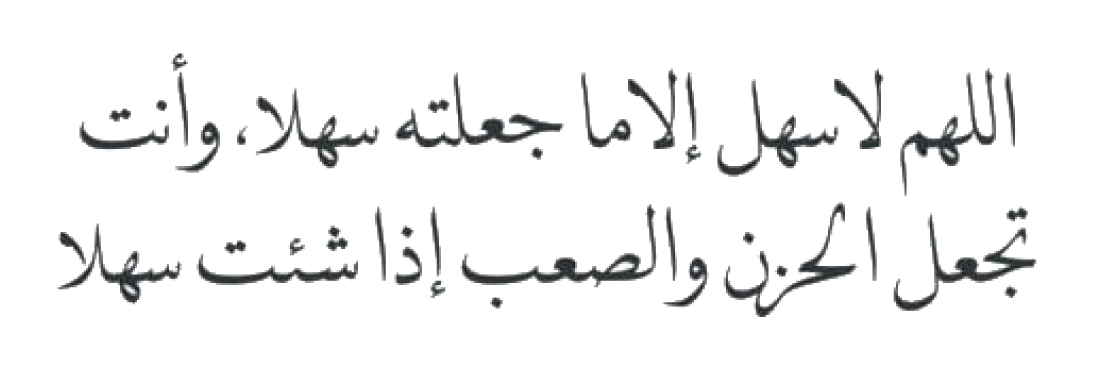 اللهم لا سهل إلا ما جعلته سهلا، وأنت
تجعل الحزن والصعب إذا شئت سهلا